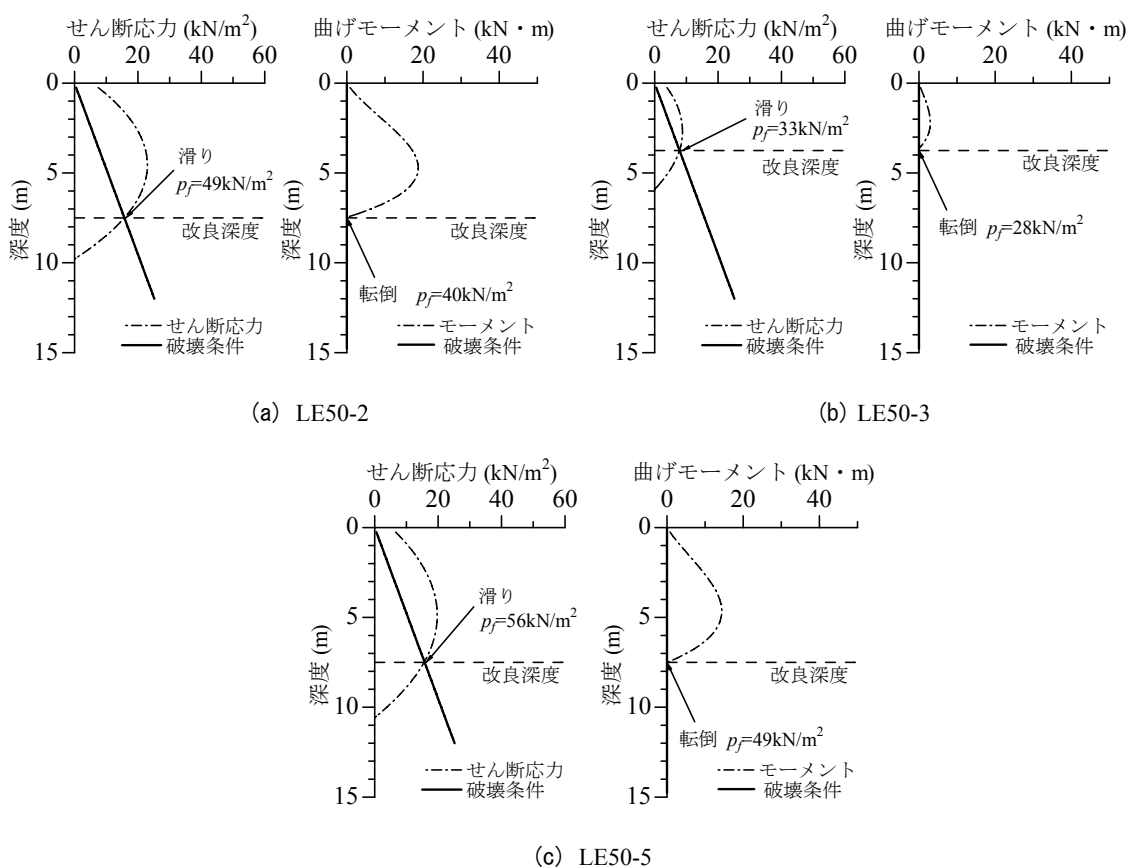 せん断応力 (kN/m²)
0 20 40 60
0
5
10
15
深度 (m)
滑り
pf=49kN/m²
改良深度
せん断応力
破壊条件
曲げモーメント (kN・m)
0 20 40
0
5
10
15
深度 (m)
改良深度
転倒 pf=40kN/m²
モーメント
破壊条件
(a) LE50-2
せん断応力 (kN/m²)
0 20 40 60
0
5
10
15
深度 (m)
滑り
pf=33kN/m²
改良深度
せん断応力
破壊条件
曲げモーメント (kN・m)
0 20 40
0
5
10
15
深度 (m)
改良深度
転倒 pf=28kN/m²
モーメント
破壊条件
(b) LE50-3
せん断応力 (kN/m²)
0 20 40 60
0
5
10
15
深度 (m)
滑り
pf=56kN/m²
改良深度
せん断応力
破壊条件
曲げモーメント (kN・m)
0 20 40
0
5
10
15
深度 (m)
改良深度
転倒 pf=49kN/m²
モーメント
破壊条件
(c) LE50-5